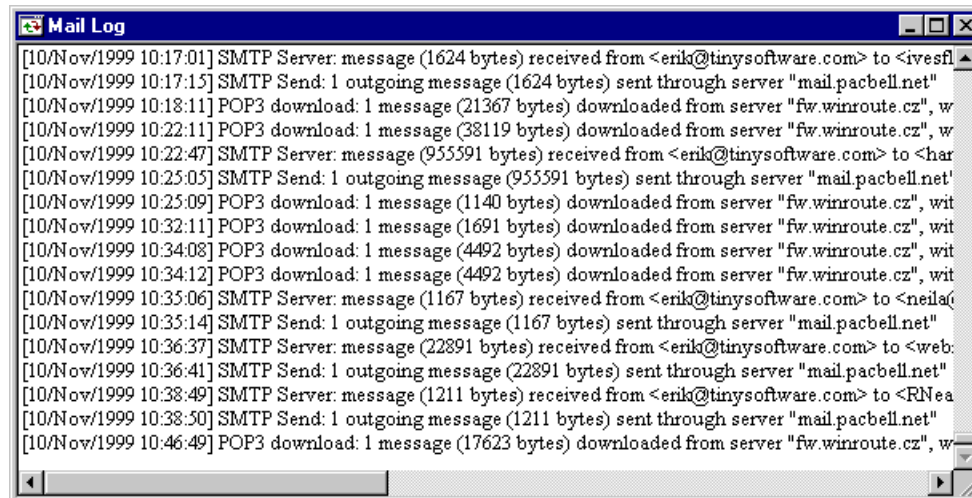 Mail Log
[10/Nov/1999 10:17:01] SMTP Server: message (1624 bytes) received from <erik@tinysoftware.com> to <ivesfl
[10/Nov/1999 10:17:15] SMTP Send: 1 outgoing message (1624 bytes) sent through server "mail.pacbell.net"
[10/Nov/1999 10:18:11] POP3 download: 1 message (21367 bytes) downloaded from server "fw.winroute.cz", w
[10/Nov/1999 10:22:11] POP3 download: 1 message (38119 bytes) downloaded from server "fw.winroute.cz", w
[10/Nov/1999 10:22:47] SMTP Server: message (955591 bytes) received from <erik@tinysoftware.com> to <har
[10/Nov/1999 10:25:05] SMTP Send: 1 outgoing message (955591 bytes) sent through server "mail.pacbell.net"
[10/Nov/1999 10:25:09] POP3 download: 1 message (1140 bytes) downloaded from server "fw.winroute.cz", wit
[10/Nov/1999 10:32:11] POP3 download: 1 message (1691 bytes) downloaded from server "fw.winroute.cz", wit
[10/Nov/1999 10:34:08] POP3 download: 1 message (4492 bytes) downloaded from server "fw.winroute.cz", wit
[10/Nov/1999 10:34:12] POP3 download: 1 message (4492 bytes) downloaded from server "fw.winroute.cz", wit
[10/Nov/1999 10:35:06] SMTP Server: message (1167 bytes) received from <erik@tinysoftware.com> to <neila@
[10/Nov/1999 10:35:14] SMTP Send: 1 outgoing message (1167 bytes) sent through server "mail.pacbell.net"
[10/Nov/1999 10:36:37] SMTP Server: message (22891 bytes) received from <erik@tinysoftware.com> to <web
[10/Nov/1999 10:36:41] SMTP Send: 1 outgoing message (22891 bytes) sent through server "mail.pacbell.net"
[10/Nov/1999 10:38:49] SMTP Server: message (1211 bytes) received from <erik@tinysoftware.com> to <RNea
[10/Nov/1999 10:38:50] SMTP Send: 1 outgoing message (1211 bytes) sent through server "mail.pacbell.net"
[10/Nov/1999 10:46:49] POP3 download: 1 message (17623 bytes) downloaded from server "fw.winroute.cz", w